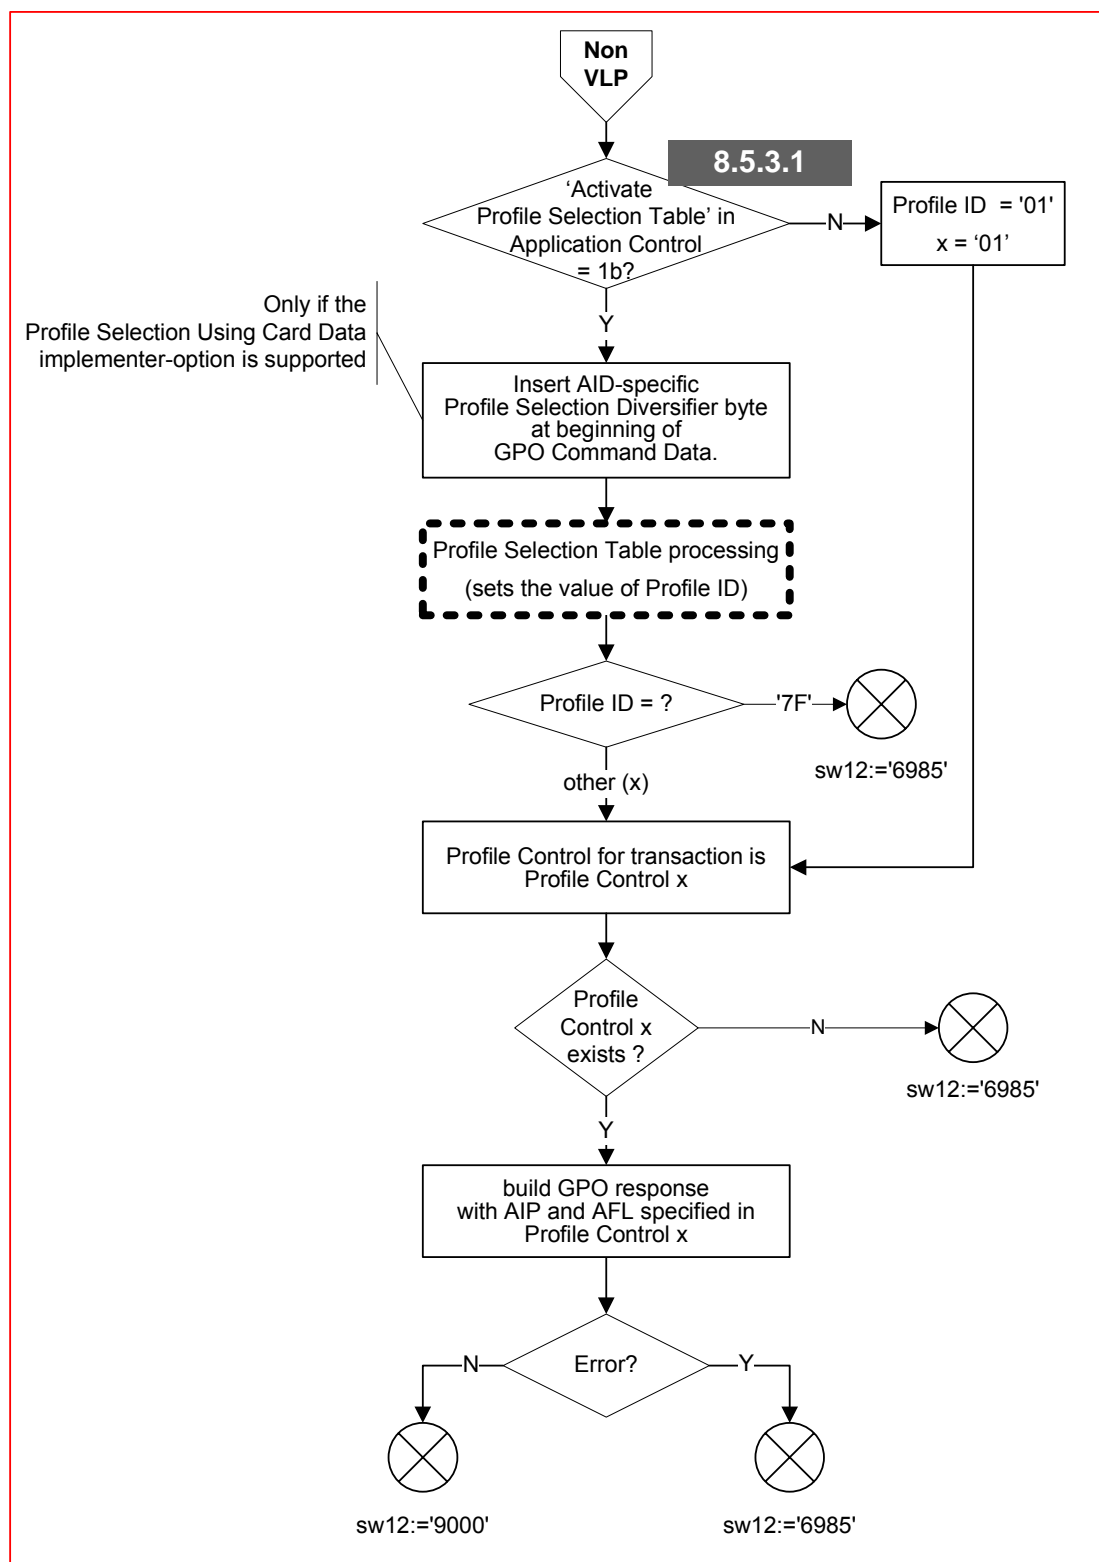 Non
VLP
8.5.3.1
‘Activate
Profile Selection Table’ in
Application Control
= 1b?
N
Profile ID = '01'
x = ‘01’
Only if the
Profile Selection Using Card Data
implementer-option is supported
Y
Insert AID-specific
Profile Selection Diversifier byte
at beginning of
GPO Command Data.
Profile Selection Table processing
(sets the value of Profile ID)
Profile ID = ?
'7F'
sw12:='6985'
other (x)
Profile Control for transaction is
Profile Control x
Profile
Control x
exists ?
N
sw12:='6985'
Y
build GPO response
with AIP and AFL specified in
Profile Control x
Error?
N
Y
sw12:='9000'
sw12:='6985'